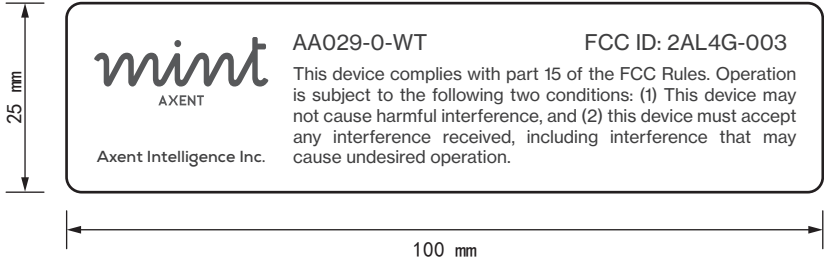 mint
AXENT
Axent Intelligence Inc.
AA029-0-WT FCC ID: 2AL4G-003
This device complies with part 15 of the FCC Rules. Operation
is subject to the following two conditions: (1) This device may
not cause harmful interference, and (2) this device must accept
any interference received, including interference that may
cause undesired operation.
25 mm
100 mm